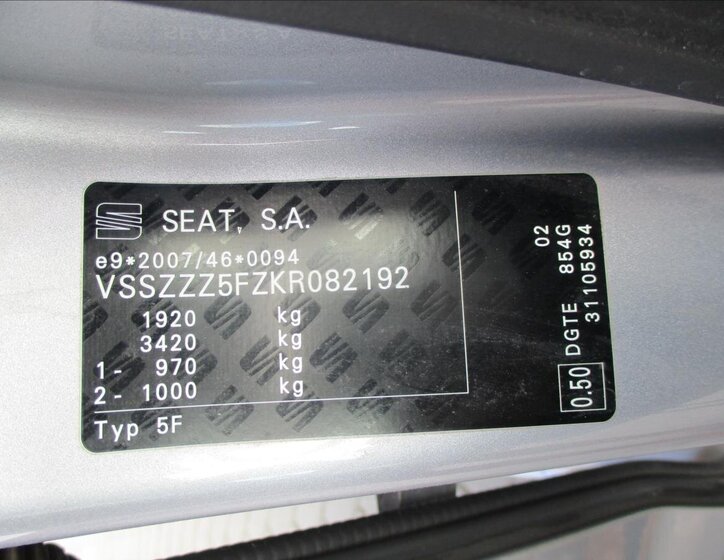 SEAT, S.A.
e9*2007/46*0094
VSSZZZ5FZKR082192
1920 kg
3420 kg
1- 970 kg
2- 1000 kg
Typ 5F
02
DGTE 854G
0.50 31105934